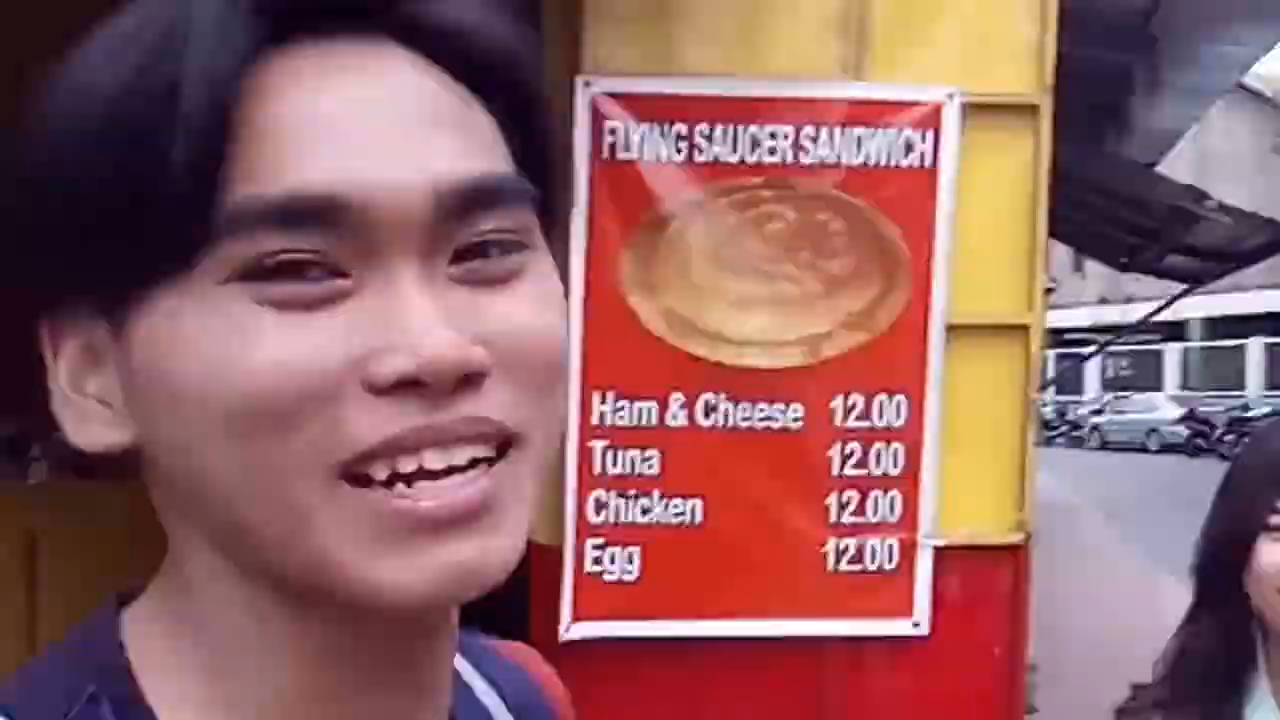 FLYING SAUCER SANDWICH
Ham & Cheese 12.00
Tuna 12.00
Chicken 12.00
Egg 12.00